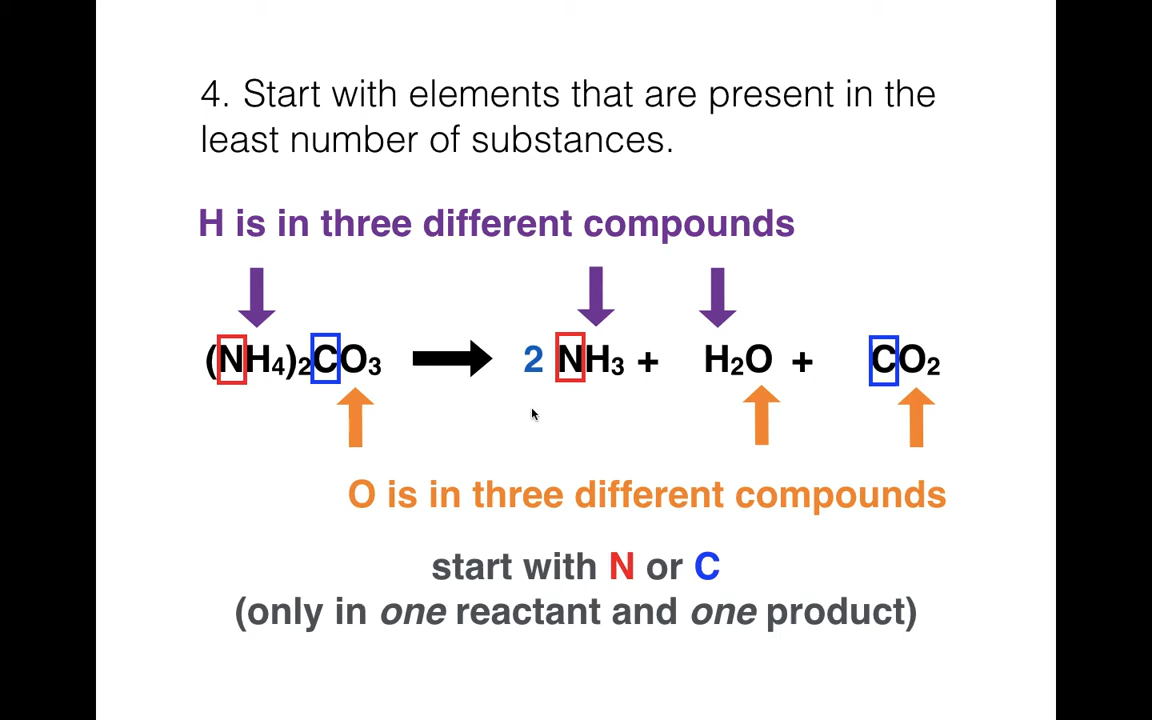 4. Start with elements that are present in the
least number of substances.
H is in three different compounds
(NH₄)₂CO₃ 2 NH₃ + H₂O + CO₂
O is in three different compounds
start with N or C
(only in one reactant and one product)